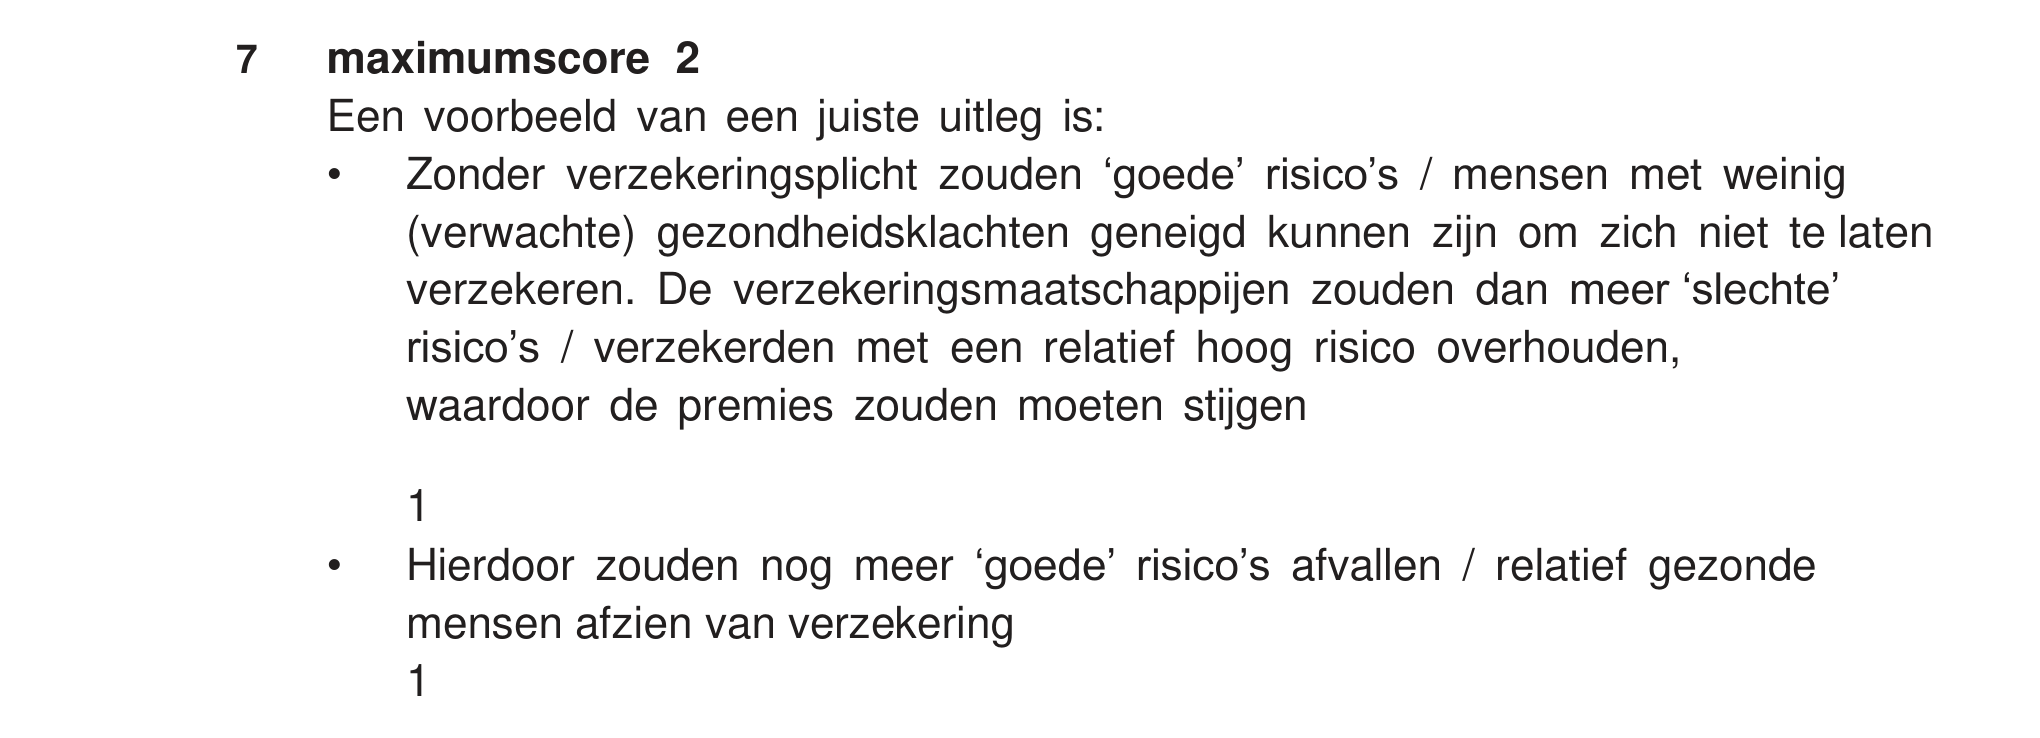 7 maximumscore 2
Een voorbeeld van een juiste uitleg is:
• Zonder verzekeringsplicht zouden ‘goede’ risico’s / mensen met weinig
(verwachte) gezondheidsklachten geneigd kunnen zijn om zich niet te laten
verzekeren. De verzekeringsmaatschappijen zouden dan meer ‘slechte’
risico’s / verzekerden met een relatief hoog risico overhouden,
waardoor de premies zouden moeten stijgen
1
• Hierdoor zouden nog meer ‘goede’ risico’s afvallen / relatief gezonde
mensen afzien van verzekering
1